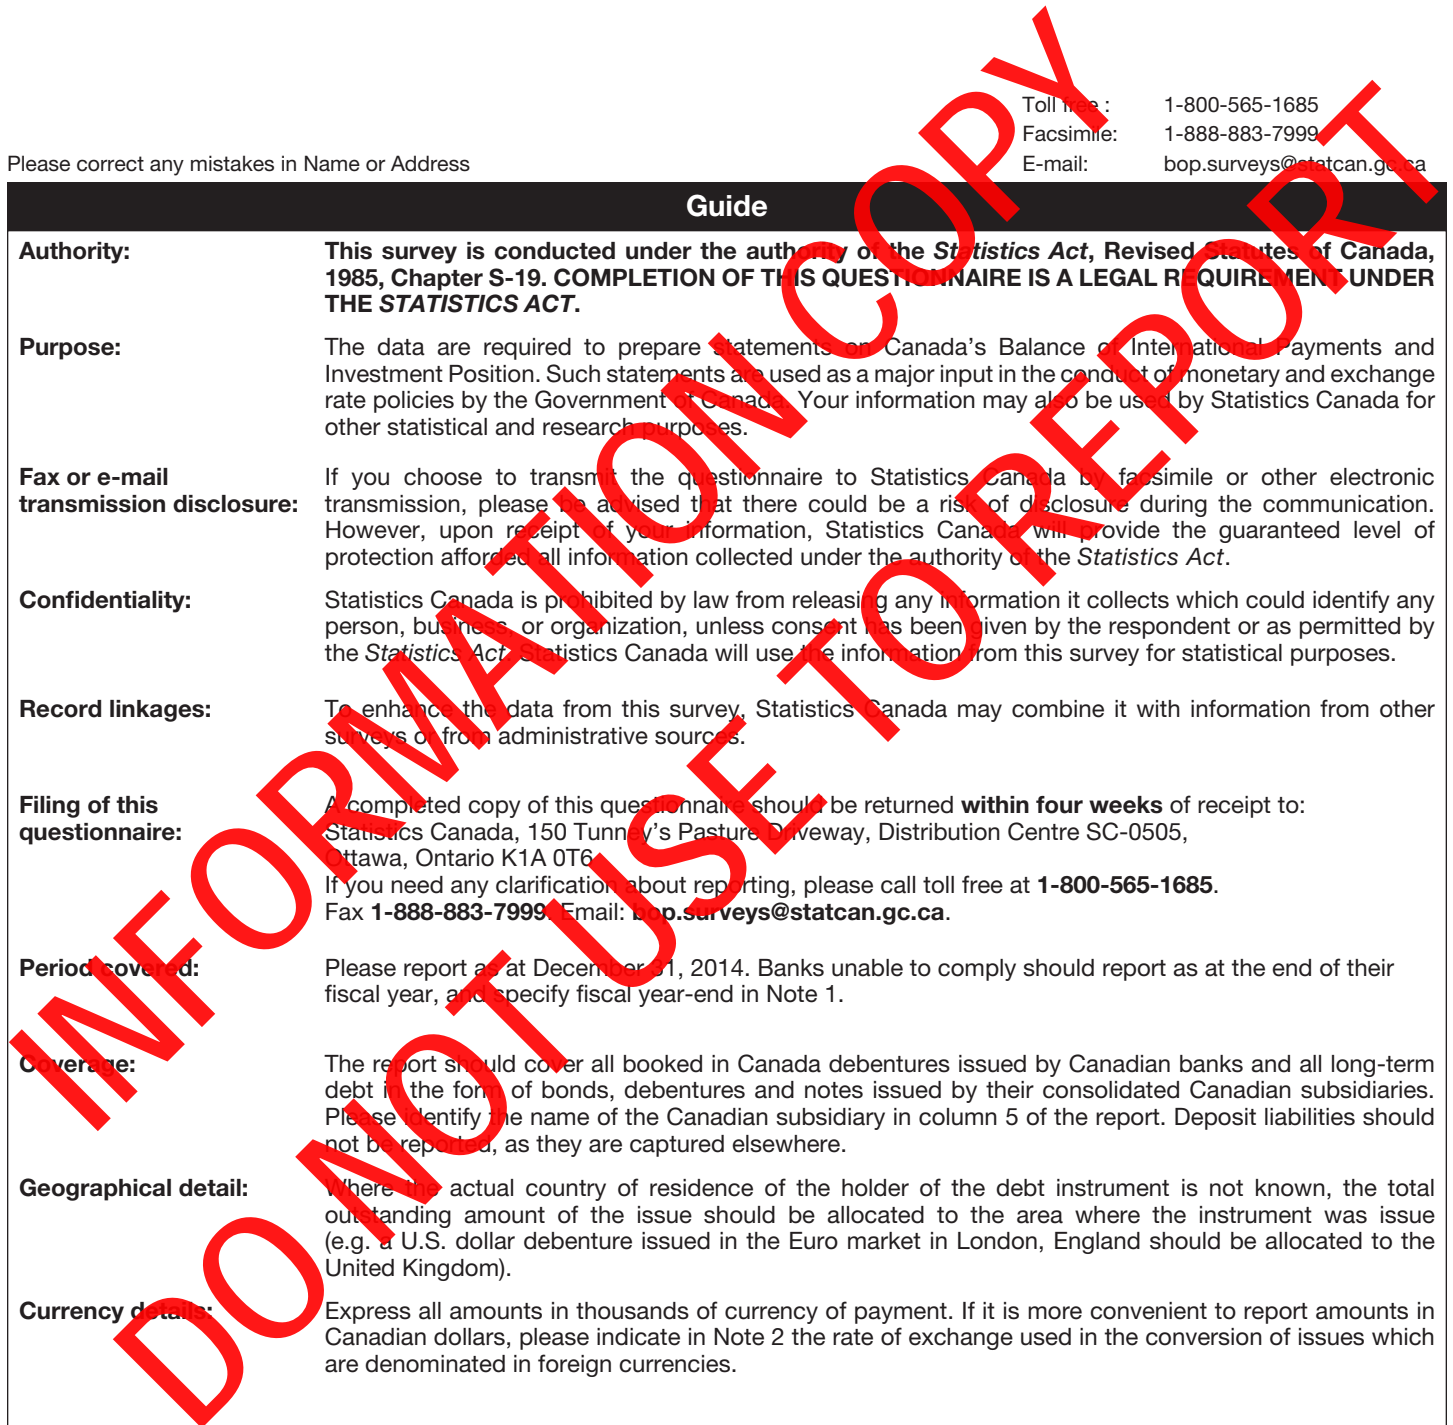 Toll free : 1-800-565-1685
Facsimile: 1-888-883-7999
Please correct any mistakes in Name or Address E-mail: bop.surveys@statcan.gc.ca
Guide
Authority: This survey is conducted under the authority of the Statistics Act, Revised Statutes of Canada,
1985, Chapter S-19. COMPLETION OF THIS QUESTIONNAIRE IS A LEGAL REQUIREMENT UNDER
THE STATISTICS ACT.
Purpose: The data are required to prepare statements on Canada's Balance of International Payments and
Investment Position. Such statements are used as a major input in the conduct of monetary and exchange
rate policies by the Government of Canada. Your information may also be used by Statistics Canada for
other statistical and research purposes.
Fax or e-mail If you choose to transmit the questionnaire to Statistics Canada by facsimile or other electronic
transmission disclosure: transmission, please be advised that there could be a risk of disclosure during the communication.
However, upon receipt of your information, Statistics Canada will provide the guaranteed level of
protection afforded all information collected under the authority of the Statistics Act.
Confidentiality: Statistics Canada is prohibited by law from releasing any information it collects which could identify any
person, business, or organization, unless consent has been given by the respondent or as permitted by
the Statistics Act. Statistics Canada will use the information from this survey for statistical purposes.
Record linkages: To enhance the data from this survey, Statistics Canada may combine it with information from other
surveys or from administrative sources.
Filing of this A completed copy of this questionnaire should be returned within four weeks of receipt to:
questionnaire: Statistics Canada, 150 Tunney's Pasture Driveway, Distribution Centre SC-0505,
Ottawa, Ontario K1A 0T6
If you need any clarification about reporting, please call toll free at 1-800-565-1685.
Fax 1-888-883-7999. Email: bop.surveys@statcan.gc.ca.
Period covered: Please report as at December 31, 2014. Banks unable to comply should report as at the end of their
fiscal year, and specify fiscal year-end in Note 1.
Coverage: The report should cover all booked in Canada debentures issued by Canadian banks and all long-term
debt in the form of bonds, debentures and notes issued by their consolidated Canadian subsidiaries.
Please identify the name of the Canadian subsidiary in column 5 of the report. Deposit liabilities should
not be reported, as they are captured elsewhere.
Geographical detail: Where the actual country of residence of the holder of the debt instrument is not known, the total
outstanding amount of the issue should be allocated to the area where the instrument was issue
(e.g. a U.S. dollar debenture issued in the Euro market in London, England should be allocated to the
United Kingdom).
Currency details: Express all amounts in thousands of currency of payment. If it is more convenient to report amounts in
Canadian dollars, please indicate in Note 2 the rate of exchange used in the conversion of issues which
are denominated in foreign currencies.
INFORMATION COPY
DO NOT USE TO REPORT